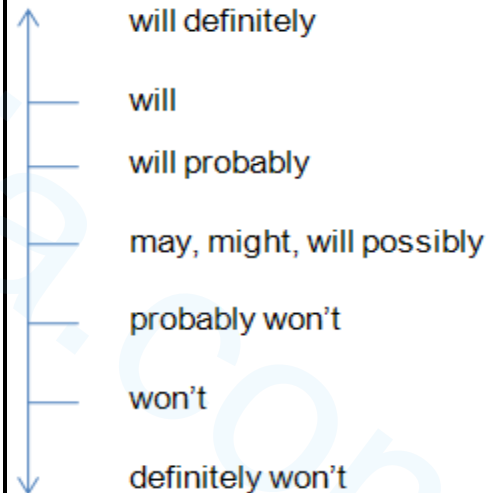 will definitely
will
will probably
may, might, will possibly
probably won't
won't
definitely won't